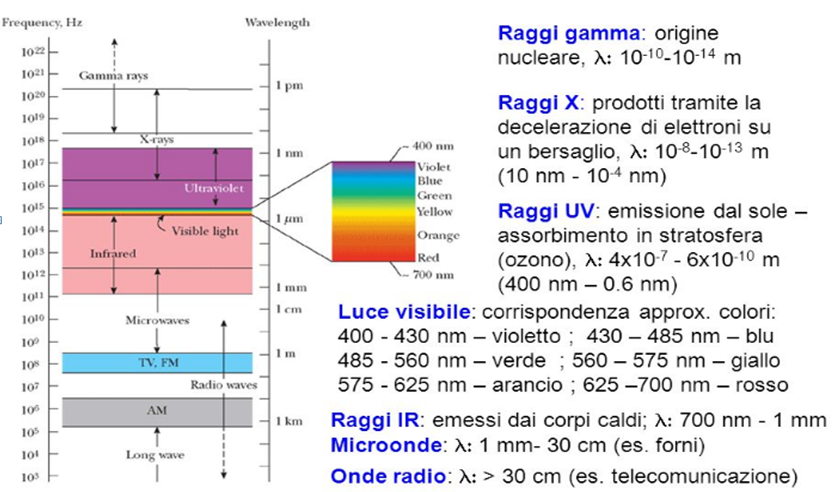 Frequency, Hz
Wavelength
10²²
10²¹
10²⁰
10¹⁹
10¹⁸
10¹⁷
10¹⁶
10¹⁵
10¹⁴
10¹³
10¹²
10¹¹
10¹⁰
10⁹
10⁸
10⁷
10⁶
10⁵
10⁴
10³
Gamma rays
X-rays
Ultraviolet
Visible light
Infrared
Microwaves
TV, FM
Radio waves
AM
Long wave
1 pm
1 nm
1 μm
1 mm
1 cm
1 m
1 km
400 nm
Violet
Blue
Green
Yellow
Orange
Red
700 nm
Raggi gamma: origine
nucleare, λ: 10⁻¹⁰-10⁻¹⁴ m
Raggi X: prodotti tramite la
decelerazione di elettroni su
un bersaglio, λ: 10⁻⁸-10⁻¹³ m
(10 nm - 10⁻⁴ nm)
Raggi UV: emissione dal sole –
assorbimento in stratosfera
(ozono), λ: 4x10⁻⁷ - 6x10⁻¹⁰ m
(400 nm – 0.6 nm)
Luce visibile: corrispondenza approx. colori:
400 - 430 nm – violetto ; 430 – 485 nm – blu
485 - 560 nm – verde ; 560 – 575 nm – giallo
575 - 625 nm – arancio ; 625 –700 nm – rosso
Raggi IR: emessi dai corpi caldi; λ: 700 nm - 1 mm
Microonde: λ: 1 mm- 30 cm (es. forni)
Onde radio: λ: > 30 cm (es. telecomunicazione)